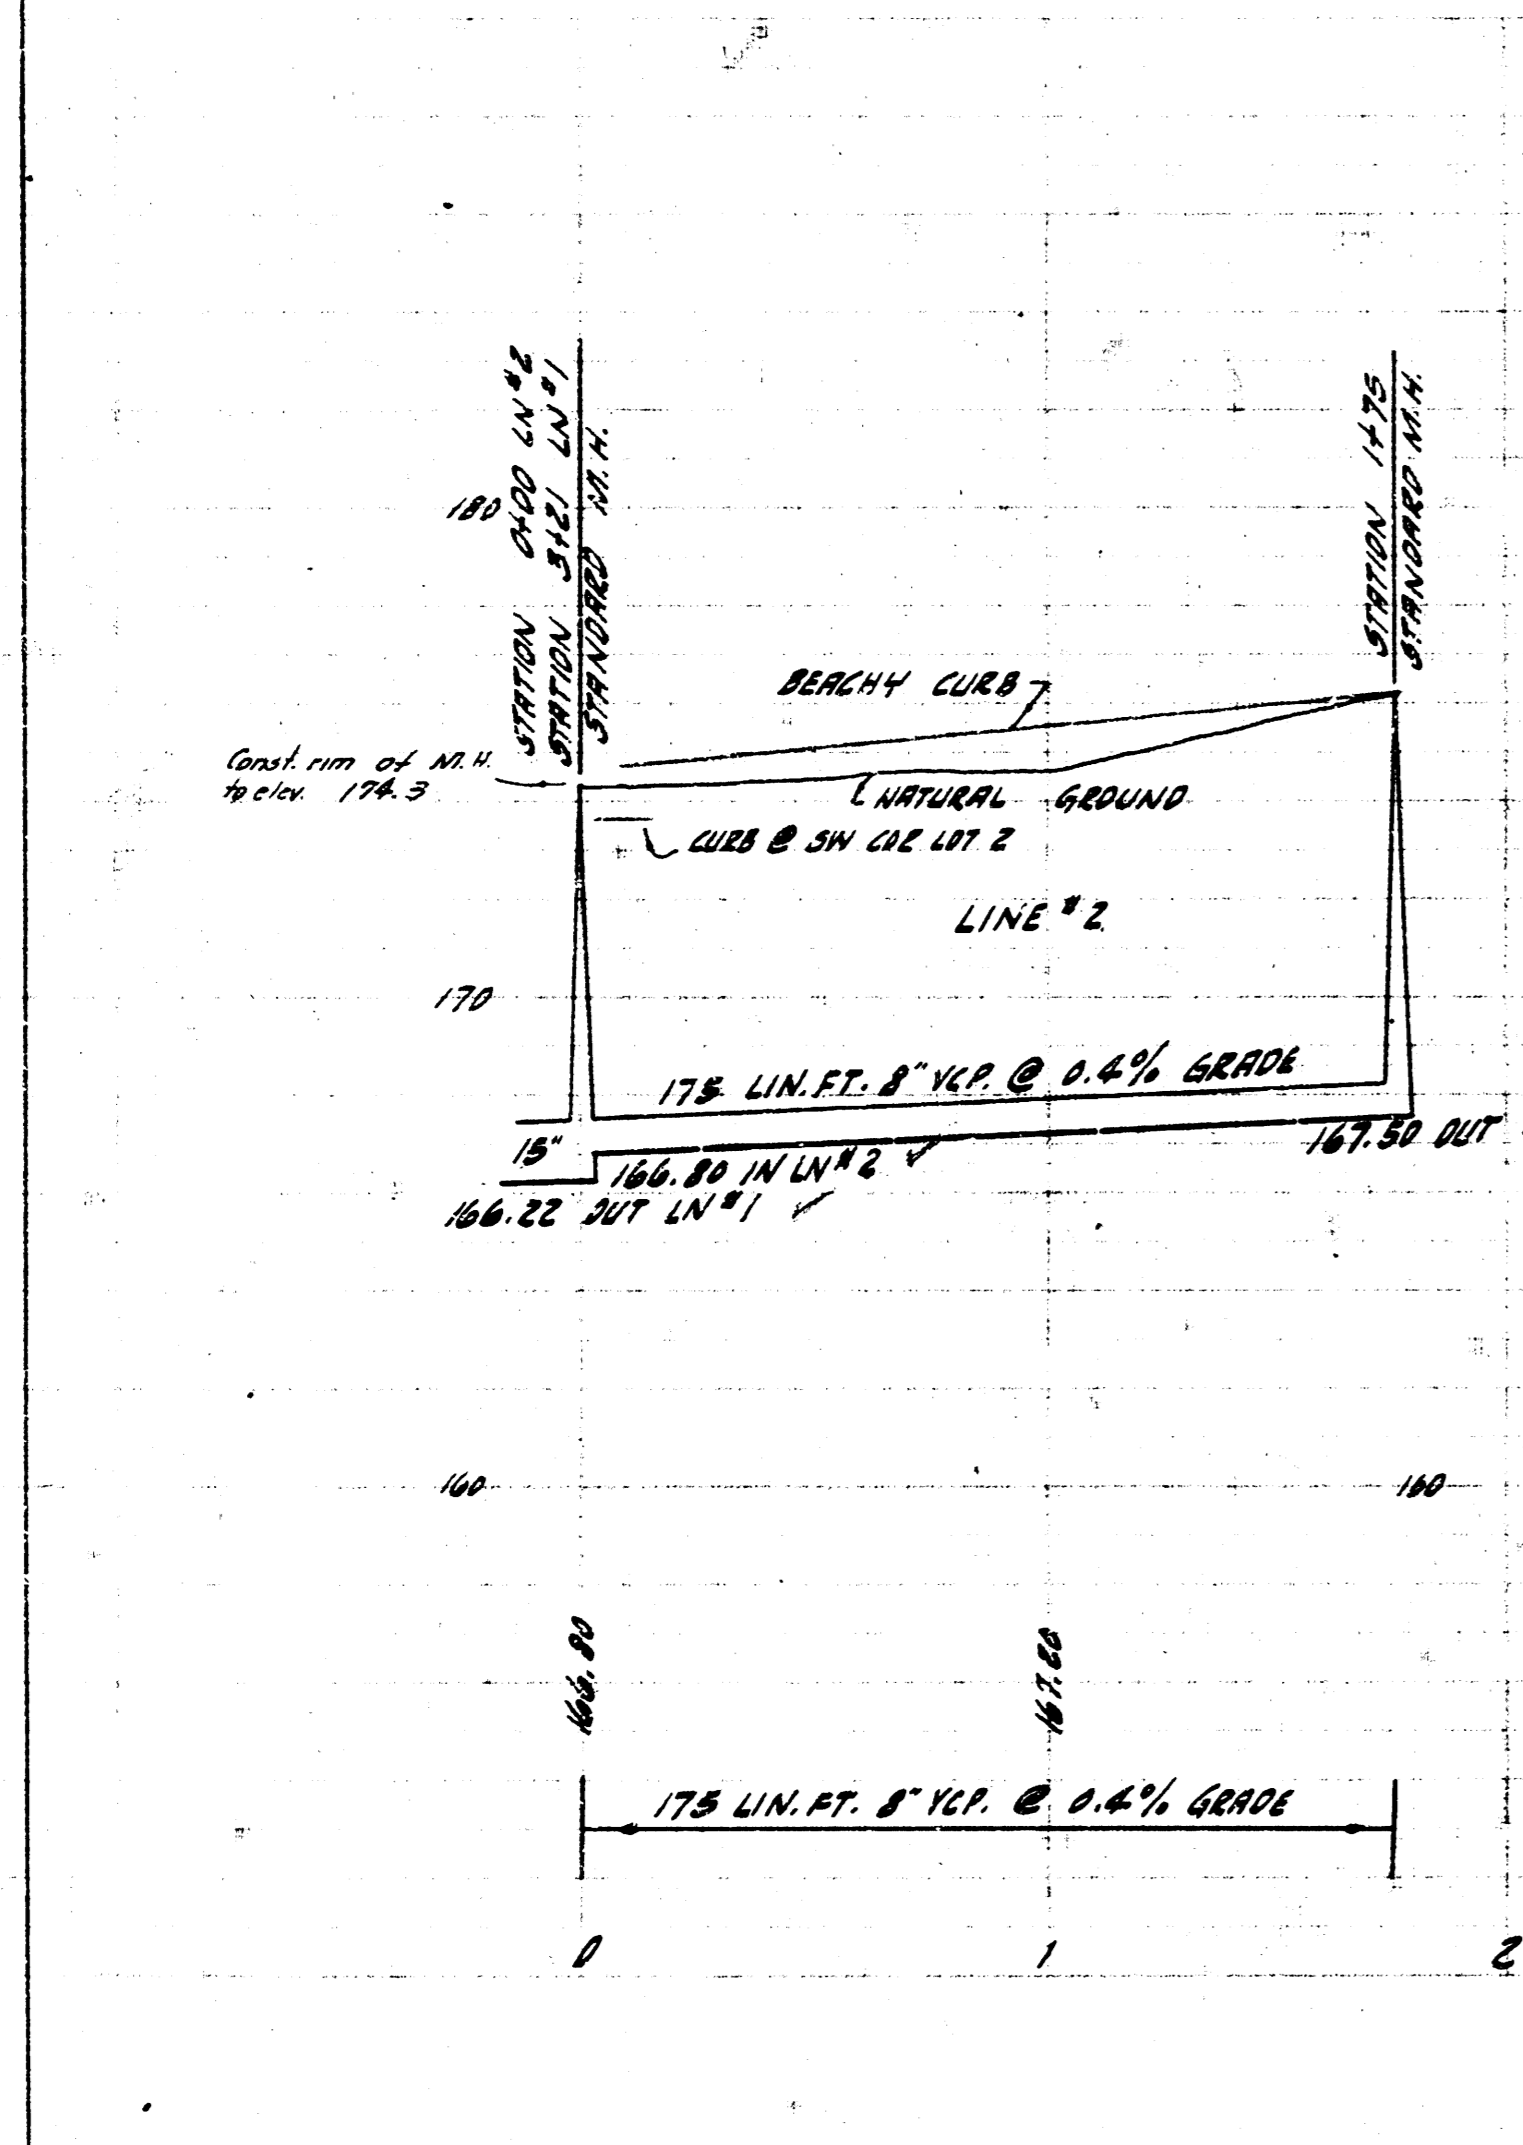 STATION 0+00 LN #2
STATION 3+21 LN #1
STANDARD M.H.
STATION 1+75
STANDARD M.H.
180
BEACHY CURB
Const. rim of M.H.
to elev. 174.3
NATURAL GROUND
CURB @ SW COR LOT 2
LINE #2
170
175 LIN. FT. 8" VCP. @ 0.4% GRADE
15"
166.80 IN LN #2
167.50 OUT
166.22 OUT LN #1
160
160
166.80
167.20
175 LIN. FT. 8" VCP. @ 0.4% GRADE
0
1
2